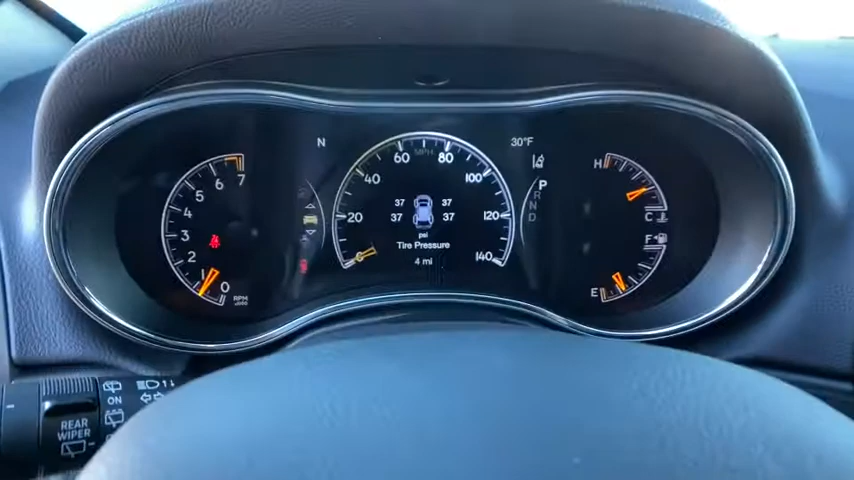 N
MPH
30°F
60 80
7
6
5
4
3
2
1
0
RPM
x1000
40 100
20 120
140
37 37
37 37
psi
Tire Pressure
4 mi
P
R
N
D
H
C
F
E
ON
REAR
WIPER